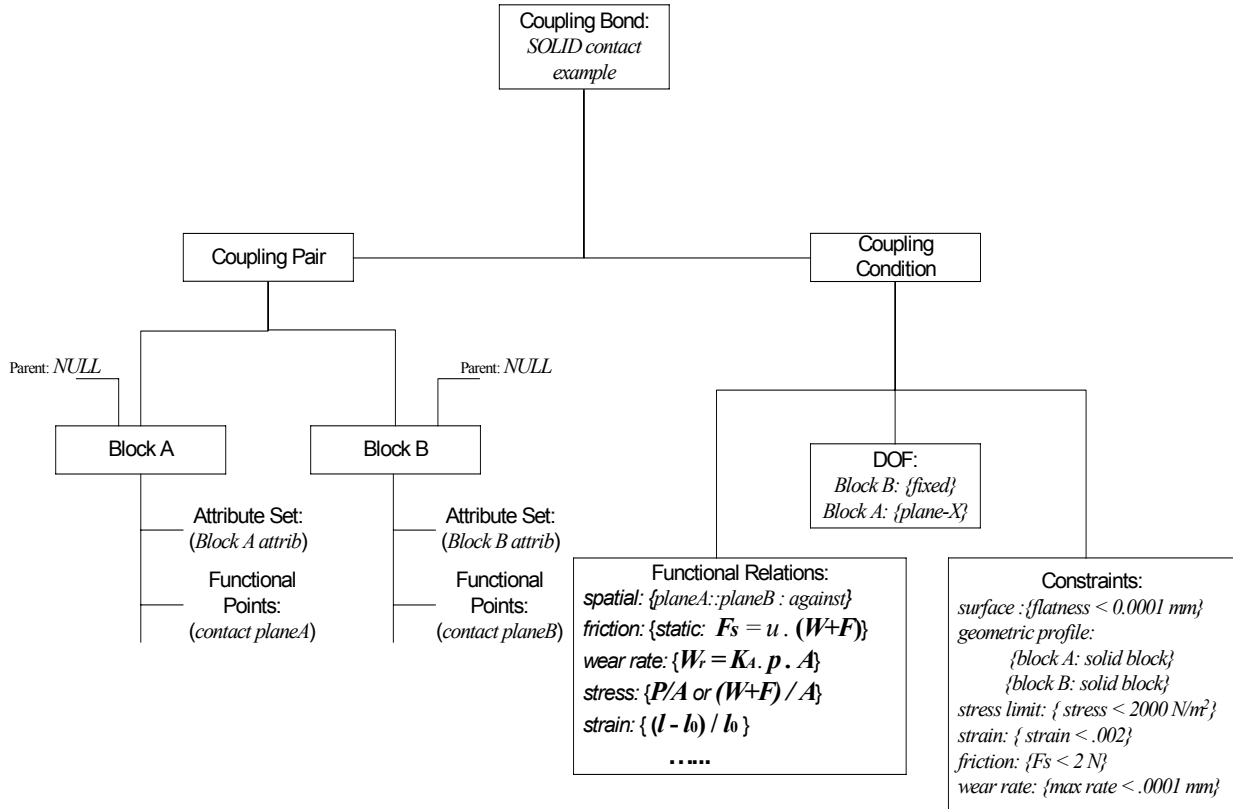 Coupling Bond:
SOLID contact
example
Coupling Pair
Coupling
Condition
Parent: NULL
Parent: NULL
Block A
Block B
Attribute Set:
(Block A attrib)
Functional
Points:
(contact planeA)
Attribute Set:
(Block B attrib)
Functional
Points:
(contact planeB)
DOF:
Block B: {fixed}
Block A: {plane-X}
Functional Relations:
spatial: {planeA::planeB : against}
friction: {static: Fs = u . (W+F)}
wear rate: {Wr = KA. p . A}
stress: {P/A or (W+F) / A}
strain: { (l - l0) / l0 }
......
Constraints:
surface :{flatness < 0.0001 mm}
geometric profile:
{block A: solid block}
{block B: solid block}
stress limit: { stress < 2000 N/m²}
strain: { strain < .002}
friction: {Fs < 2 N}
wear rate: {max rate < .0001 mm}